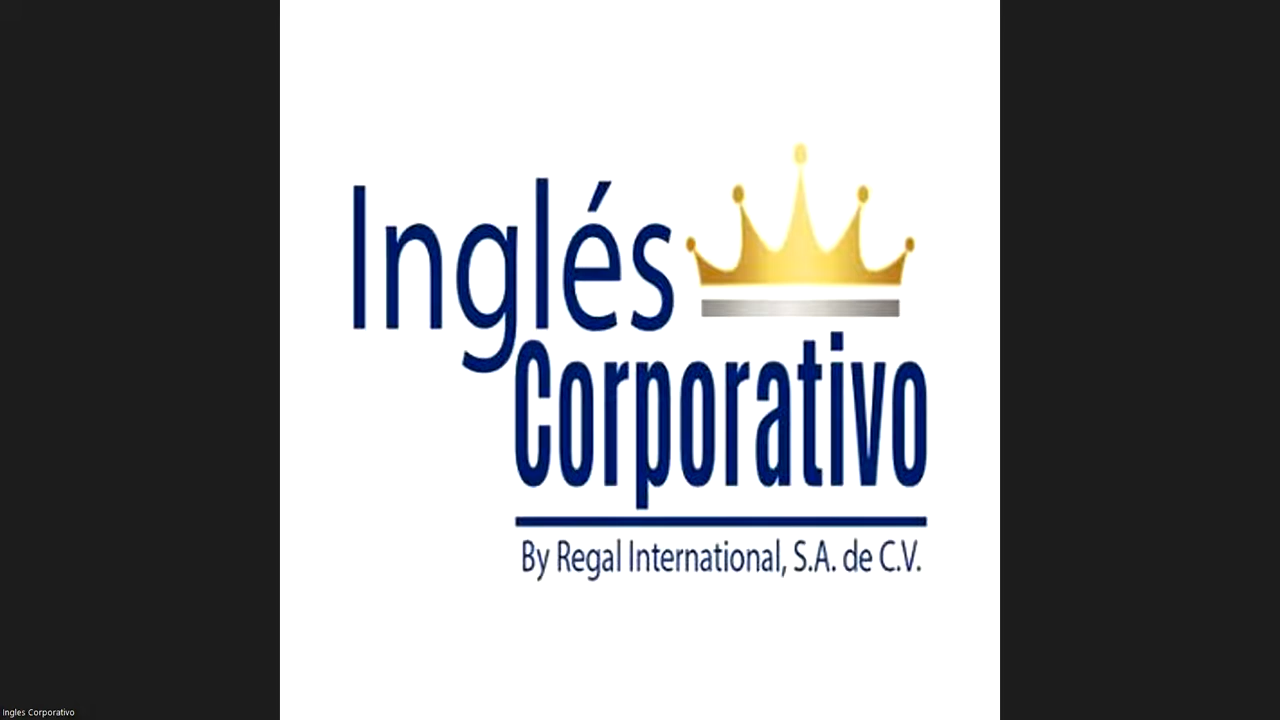 Inglés
Corporativo
By Regal International, S.A. de C.V.
Ingles Corporativo